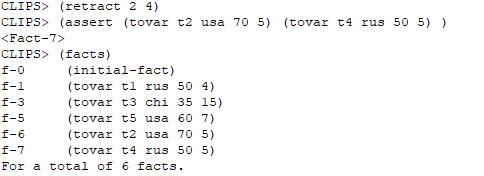 CLIPS> (retract 2 4)
CLIPS> (assert (tovar t2 usa 70 5) (tovar t4 rus 50 5) )
<Fact-7>
CLIPS> (facts)
f-0     (initial-fact)
f-1     (tovar t1 rus 50 4)
f-3     (tovar t3 chi 35 15)
f-5     (tovar t5 usa 60 7)
f-6     (tovar t2 usa 70 5)
f-7     (tovar t4 rus 50 5)
For a total of 6 facts.